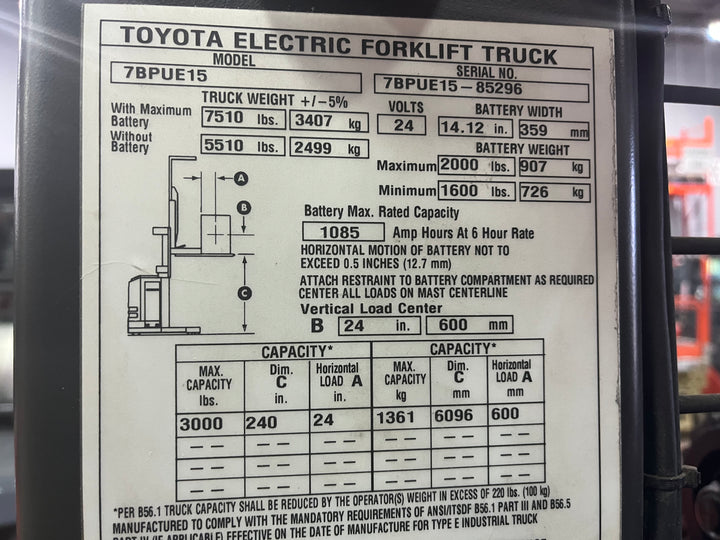 TOYOTA ELECTRIC FORKLIFT TRUCK
MODEL SERIAL NO.
7BPUE15 7BPUE15-85296
TRUCK WEIGHT +/-5% VOLTS BATTERY WIDTH
With Maximum Battery 7510 lbs. 3407 kg 24 14.12 in. 359 mm
Without Battery 5510 lbs. 2499 kg
BATTERY WEIGHT
Maximum 2000 lbs. 907 kg
Minimum 1600 lbs. 726 kg
A
B
C
Battery Max. Rated Capacity
1085 Amp Hours At 6 Hour Rate
HORIZONTAL MOTION OF BATTERY NOT TO
EXCEED 0.5 INCHES (12.7 mm)
ATTACH RESTRAINT TO BATTERY COMPARTMENT AS REQUIRED
CENTER ALL LOADS ON MAST CENTERLINE
Vertical Load Center
B 24 in. 600 mm
CAPACITY* CAPACITY*
MAX. CAPACITY lbs. Dim. C in. Horizontal LOAD A in. MAX. CAPACITY kg Dim. C mm Horizontal LOAD A mm
3000 240 24 1361 6096 600
— — — — — — — — — — — —
— — — — — — — — — — — —
— — — — — — — — — — — —
*PER B56.1 TRUCK CAPACITY SHALL BE REDUCED BY THE OPERATOR(S) WEIGHT IN EXCESS OF 220 lbs. (100 kg)
MANUFACTURED TO COMPLY WITH THE MANDATORY REQUIREMENTS OF ANSI/ITSDF B56.1 PART III AND B56.5
PART IV (IF APPLICABLE) EFFECTIVE ON THE DATE OF MANUFACTURE FOR TYPE E INDUSTRIAL TRUCK